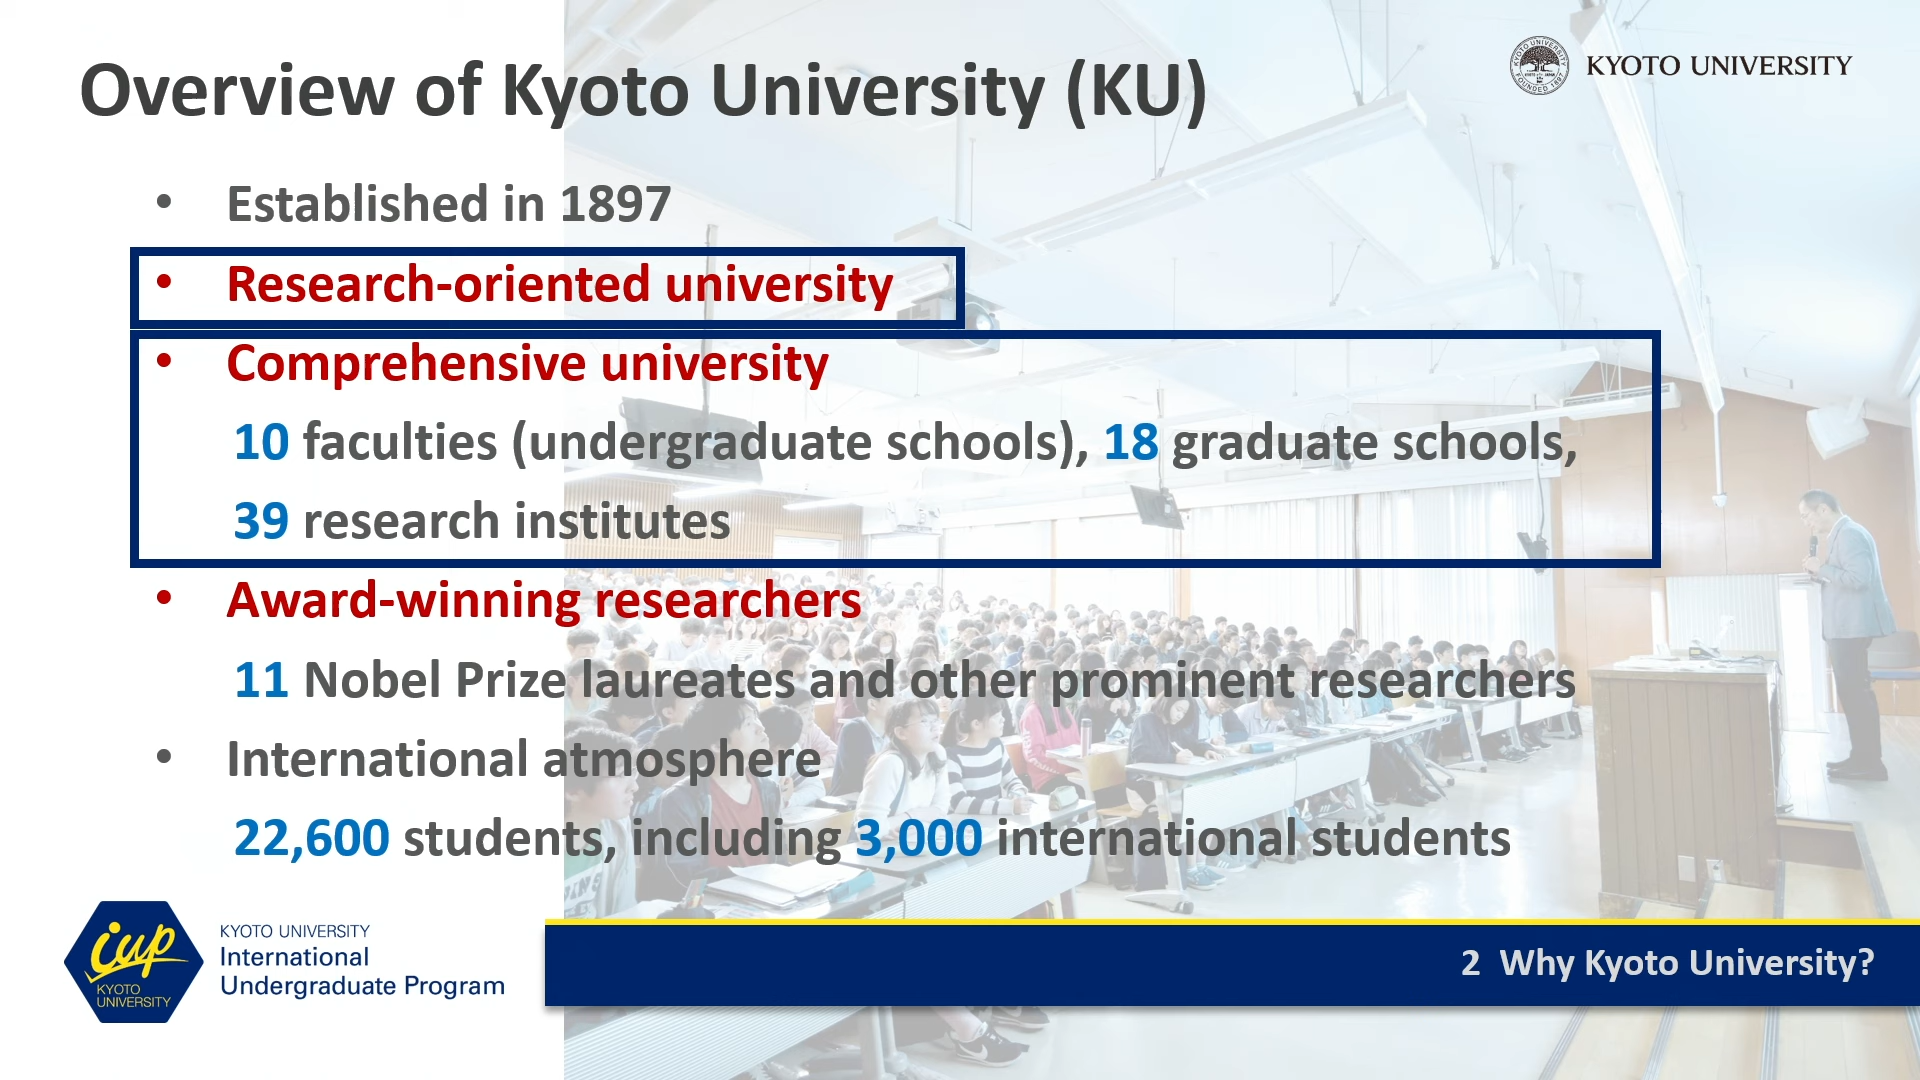 Overview of Kyoto University (KU)
KYOTO UNIVERSITY
• Established in 1897
• Research-oriented university
• Comprehensive university
10 faculties (undergraduate schools), 18 graduate schools,
39 research institutes
• Award-winning researchers
11 Nobel Prize laureates and other prominent researchers
• International atmosphere
22,600 students, including 3,000 international students
iup
KYOTO
UNIVERSITY
KYOTO UNIVERSITY
International
Undergraduate Program
2 Why Kyoto University?